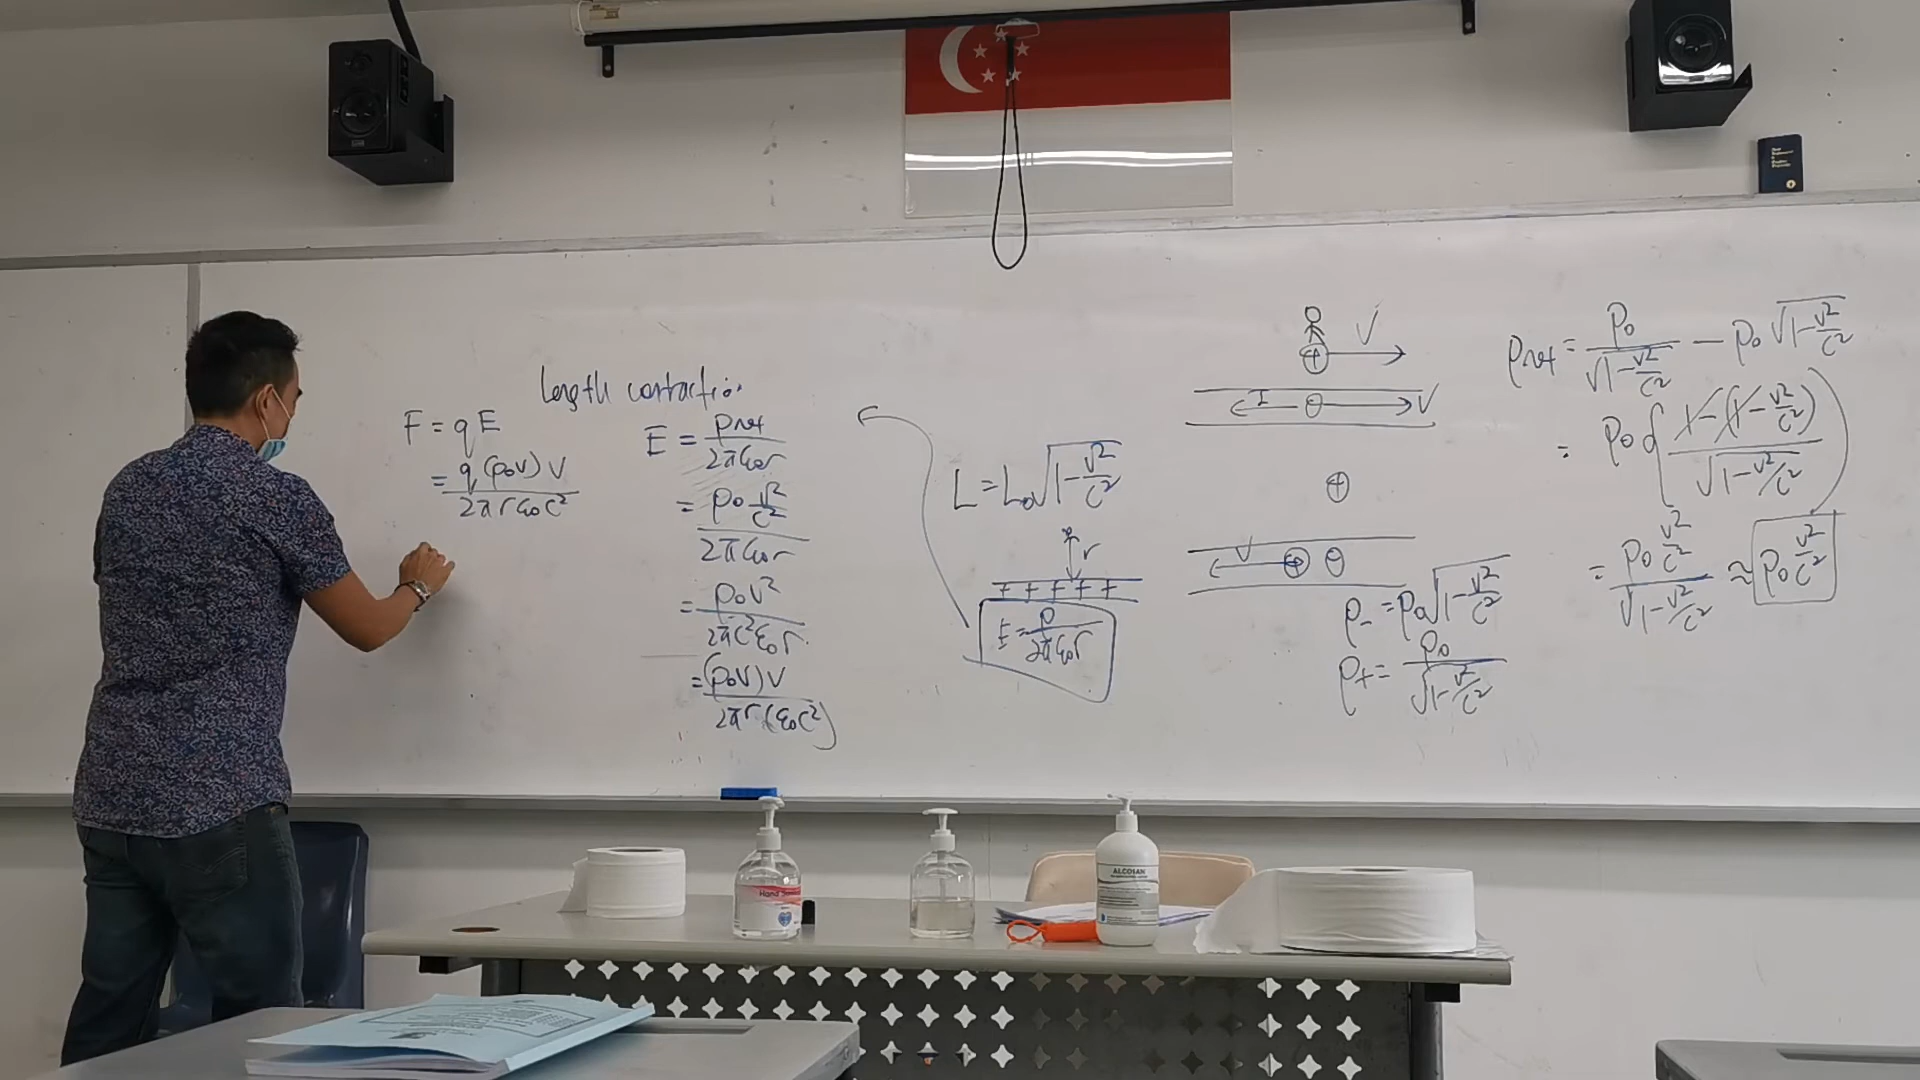 Length contraction
F = qE
= q(ρ₀v)v / 2πrε₀c²
E = ρnet / 2πε₀r
= ρ₀ v²/c² / 2πε₀r
= ρ₀v² / 2πc²ε₀r
= (ρ₀v)v / 2πr(ε₀c²)
L = L₀√(1-v²/c²)
r
+ + + + +
E = ρ / 2πε₀r
+ v
I - v
+
v + -
ρ₋ = ρ₀√(1-v²/c²)
ρ₊ = ρ₀ / √(1-v²/c²)
ρnet = ρ₀ / √(1-v²/c²) - ρ₀√(1-v²/c²)
= ρ₀{ 1-(1-v²/c²) / √(1-v²/c²)
= ρ₀ v²/c² / √(1-v²/c²) ≈ ρ₀ v²/c²
Hand
ALCOSAN